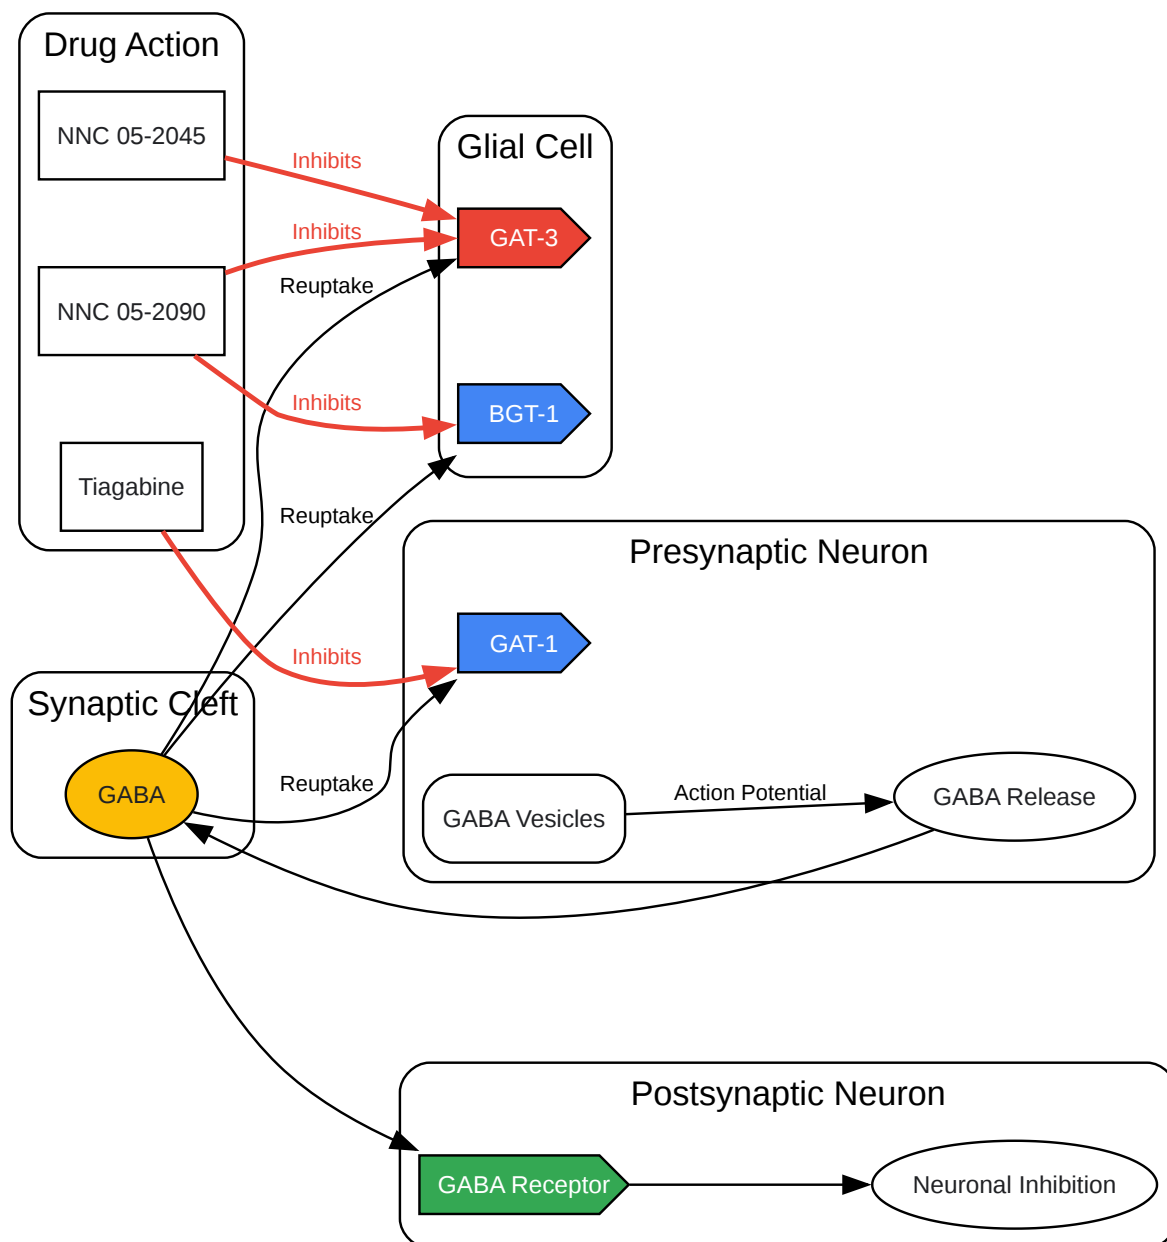 Drug Action
NNC 05-2045
Inhibits
Glial Cell
GAT-3
Inhibits
NNC 05-2090
Reuptake
Inhibits
BGT-1
Tiagabine
Reuptake
Presynaptic Neuron
Inhibits
GAT-1
Synaptic Cleft
GABA
Reuptake
GABA Vesicles
Action Potential
GABA Release
Postsynaptic Neuron
GABA Receptor
Neuronal Inhibition